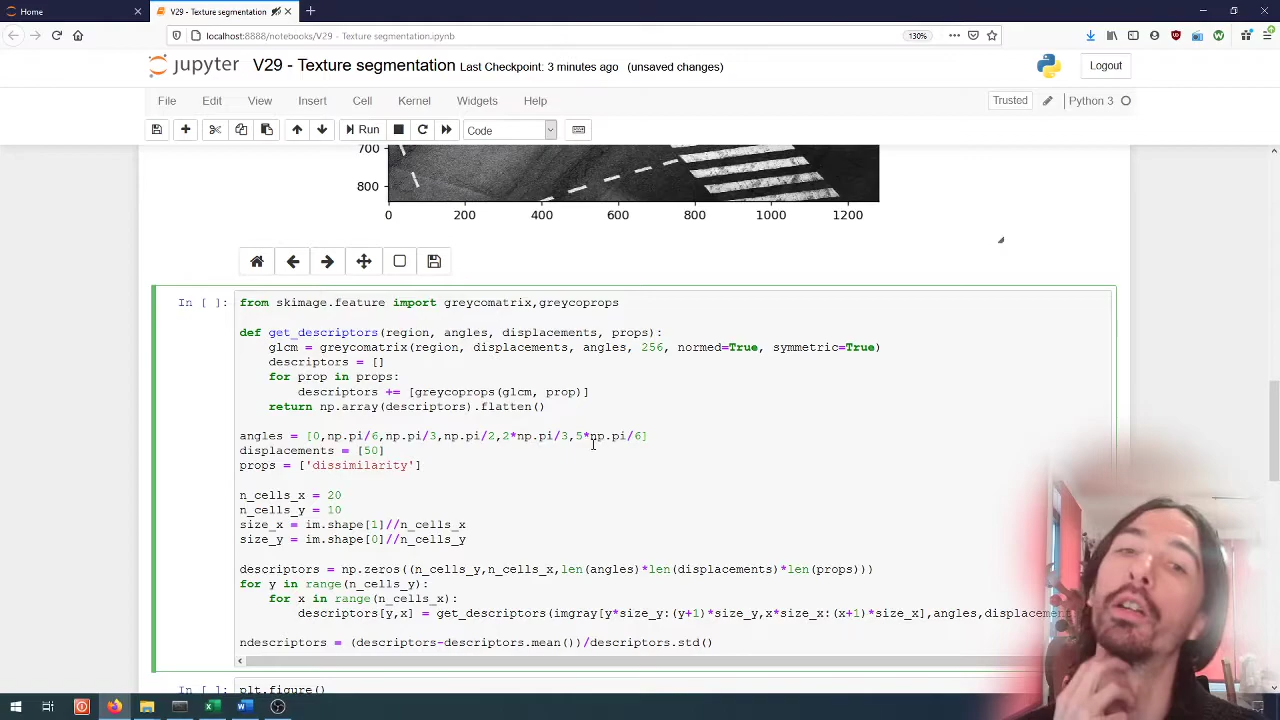 Home
V29 - Texture segmentation
localhost:8888/notebooks/V29 - Texture segmentation.ipynb
130%
jupyter V29 - Texture segmentation Last Checkpoint: 3 minutes ago (unsaved changes)
Logout
File Edit View Insert Cell Kernel Widgets Help
Trusted
Python 3
Run
Code
700
800
0 200 400 600 800 1000 1200
In [ ]:
from skimage.feature import greycomatrix,greycoprops
def get_descriptors(region, angles, displacements, props):
glcm = greycomatrix(region, displacements, angles, 256, normed=True, symmetric=True)
descriptors = []
for prop in props:
descriptors += [greycoprops(glcm, prop)]
return np.array(descriptors).flatten()
angles = [0,np.pi/6,np.pi/3,np.pi/2,2*np.pi/3,5*np.pi/6]
displacements = [50]
props = ['dissimilarity']
n_cells_x = 20
n_cells_y = 10
size_x = im.shape[1]//n_cells_x
size_y = im.shape[0]//n_cells_y
descriptors = np.zeros((n_cells_y,n_cells_x,len(angles)*len(displacements)*len(props)))
for y in range(n_cells_y):
for x in range(n_cells_x):
descriptors[y,x] = get_descriptors(imgray[y*size_y:(y+1)*size_y,x*size_x:(x+1)*size_x],angles,displacement
ndescriptors = (descriptors-descriptors.mean())/descriptors.std()
In [ ]:
plt.figure()